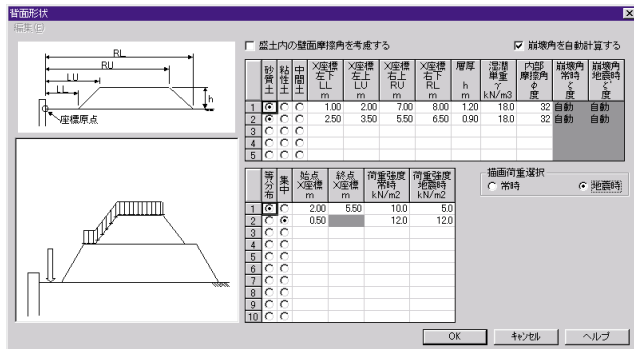 背面形状
編集(E)
RL
RU
LU
LL
h
座標原点
盛土内の壁面摩擦角を考慮する
崩壊角を自動計算する
砂質土 粘性土 中間土 X座標左下LL m X座標左上LU m X座標右上RU m X座標右下RL m 層厚 h m 湿潤単重 γ kN/m3 内部摩擦角 φ 度 崩壊角常時 ζ 度 崩壊角地震時 ζ' 度
1 1.00 2.00 7.00 8.00 1.20 18.0 32 自動 自動
2 2.50 3.50 5.50 6.50 0.90 18.0 32 自動 自動
3
4
5
等分布 集中 始点X座標 m 終点X座標 m 荷重強度常時 kN/m2 荷重強度地震時 kN/m2
1 2.00 5.50 10.0 5.0
2 0.50 12.0 12.0
3
4
5
6
7
8
9
10
描画荷重選択
常時 地震時
OK キャンセル ヘルプ